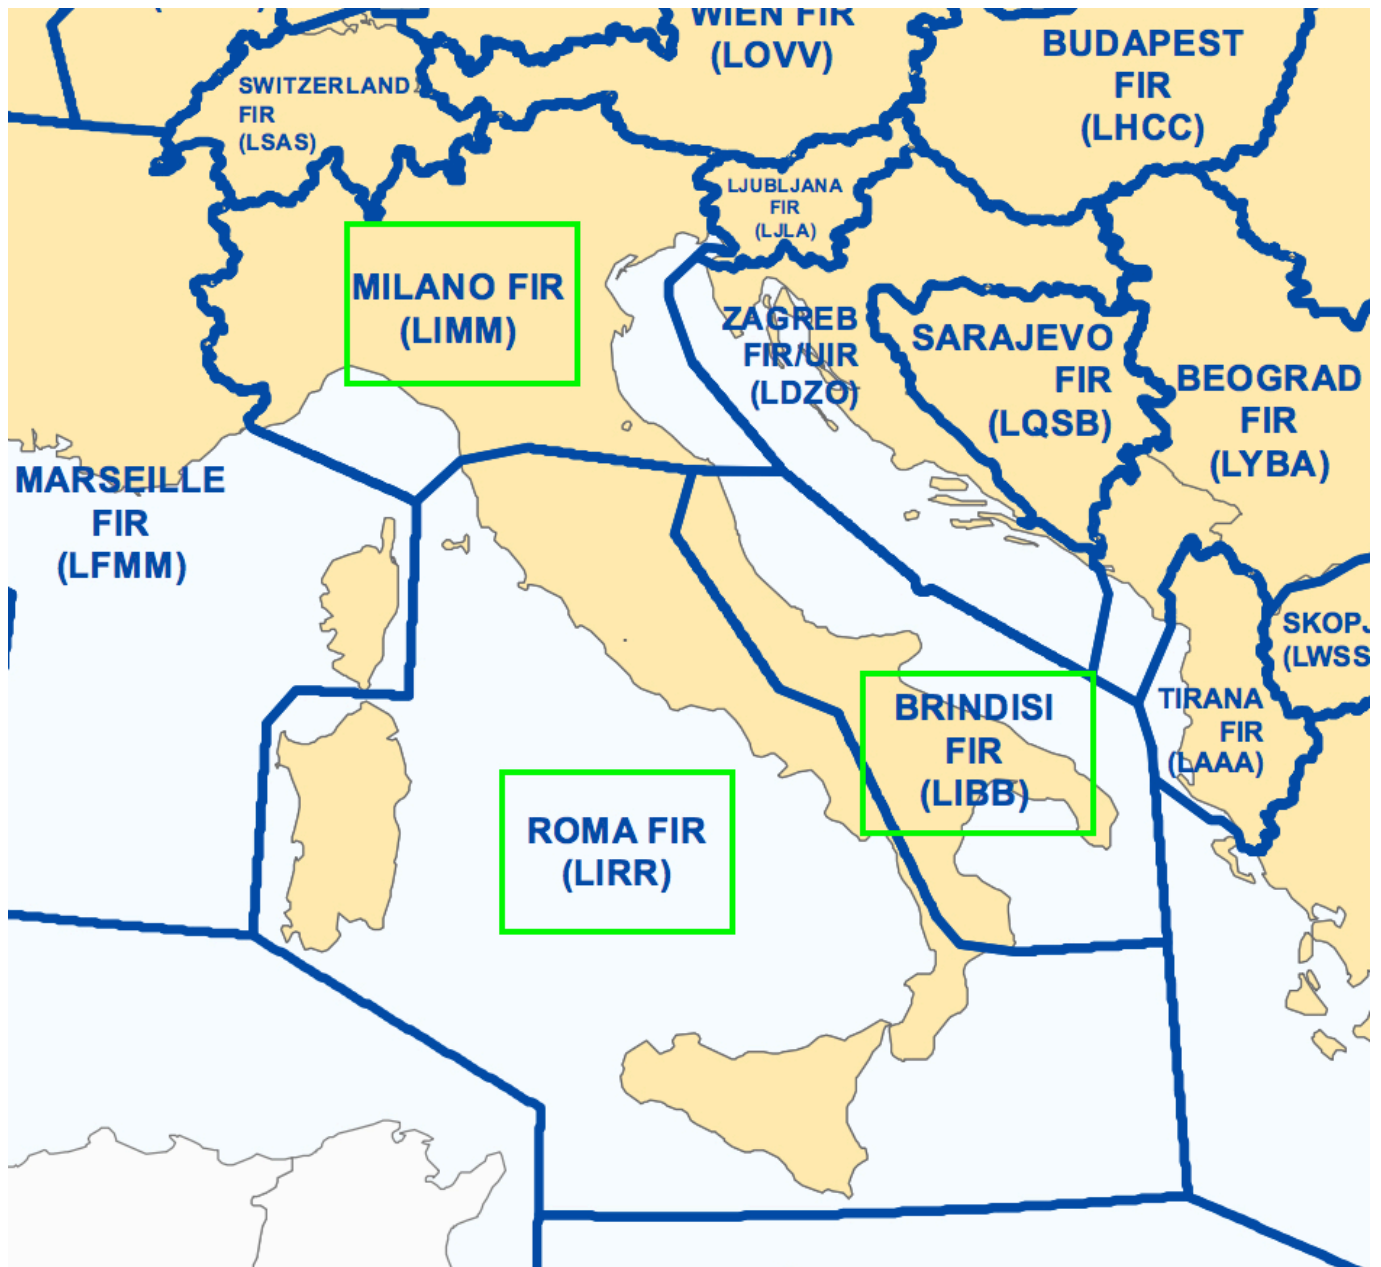 WIEN FIR
(LOVV)
BUDAPEST
FIR
(LHCC)
SWITZERLAND
FIR
(LSAS)
LJUBLJANA
FIR
(LJLA)
MILANO FIR
(LIMM)
ZAGREB
FIR/UIR
(LDZO)
SARAJEVO
FIR
(LQSB)
BEOGRAD
FIR
(LYBA)
MARSEILLE
FIR
(LFMM)
SKOPJ
(LWSS
TIRANA
FIR
(LAAA)
BRINDISI
FIR
(LIBB)
ROMA FIR
(LIRR)